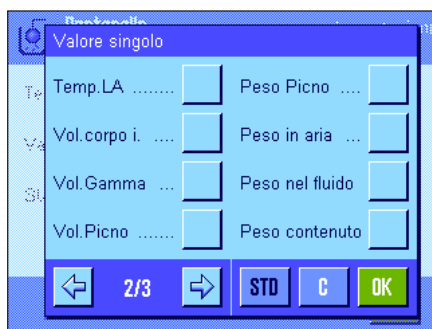 Valore singolo
Temp.LA ........ Peso Picno ....
Vol.corpo i. .... Peso in aria ...
Vol.Gamma ... Peso nel fluido
Vol.Picno ....... Peso contenuto
2/3 STD C OK